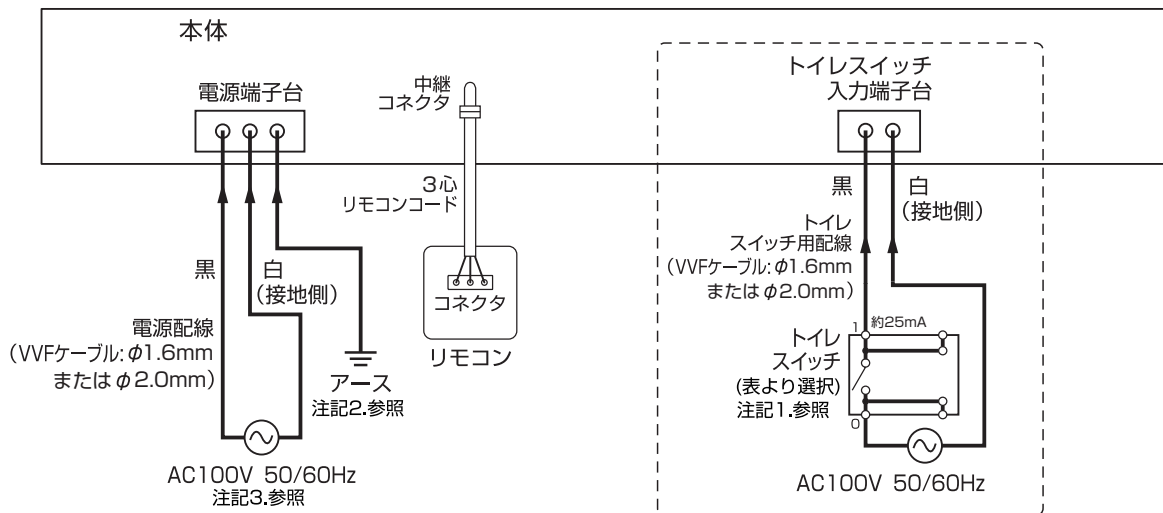 本体
電源端子台
中継
コネクタ
3心
リモコンコード
黒
白
(接地側)
電源配線
(VVFケーブル:φ1.6mm
またはφ2.0mm)
アース
注記2.参照
AC100V 50/60Hz
注記3.参照
コネクタ
リモコン
トイレスイッチ
入力端子台
黒
白
(接地側)
トイレ
スイッチ用配線
(VVFケーブル:φ1.6mm
またはφ2.0mm)
1
約25mA
トイレ
スイッチ
(表より選択)
注記1.参照
0
AC100V 50/60Hz